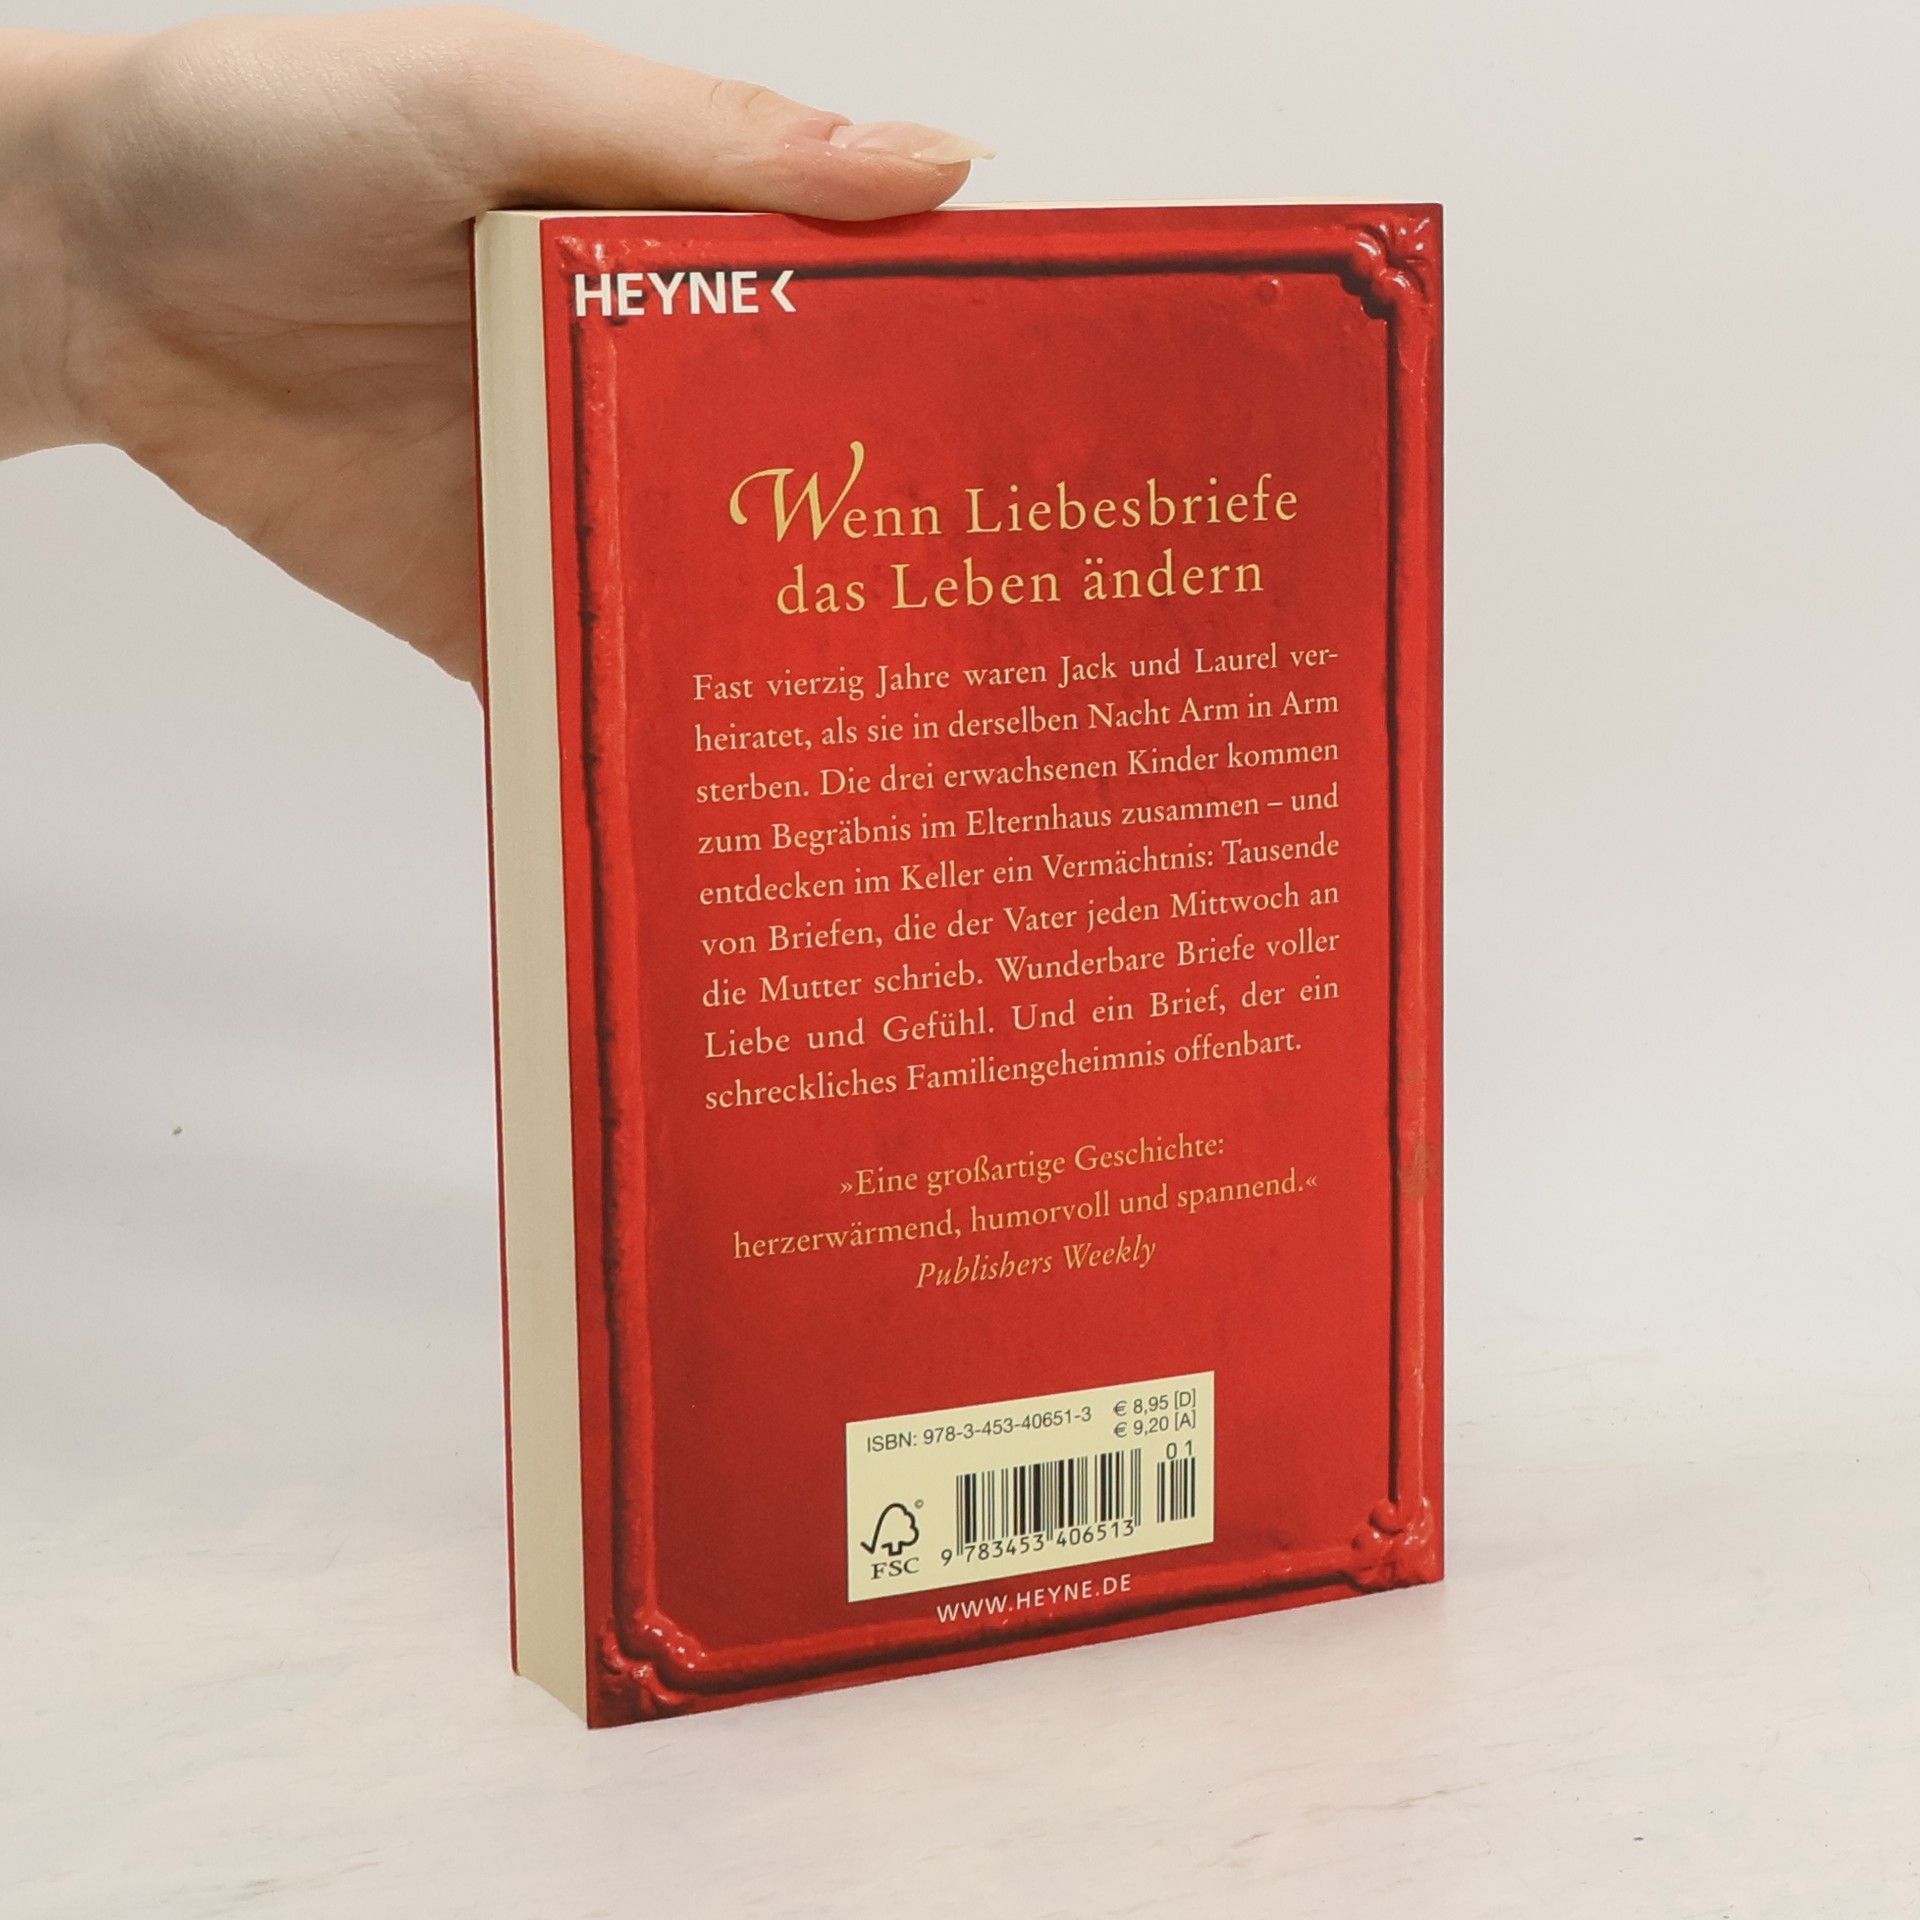 HEYNE<
Wenn Liebesbriefe
das Leben ändern
Fast vierzig Jahre waren Jack und Laurel ver-
heiratet, als sie in derselben Nacht Arm in Arm
sterben. Die drei erwachsenen Kinder kommen
zum Begräbnis im Elternhaus zusammen – und
entdecken im Keller ein Vermächtnis: Tausende
von Briefen, die der Vater jeden Mittwoch an
die Mutter schrieb. Wunderbare Briefe voller
Liebe und Gefühl. Und ein Brief, der ein
schreckliches Familiengeheimnis offenbart.
»Eine großartige Geschichte:
herzerwärmend, humorvoll und spannend.«
Publishers Weekly
ISBN: 978-3-453-40651-3 € 8,95 [D]
€ 9,20 [A]
01
©
FSC
9 783453 406513
WWW.HEYNE.DE